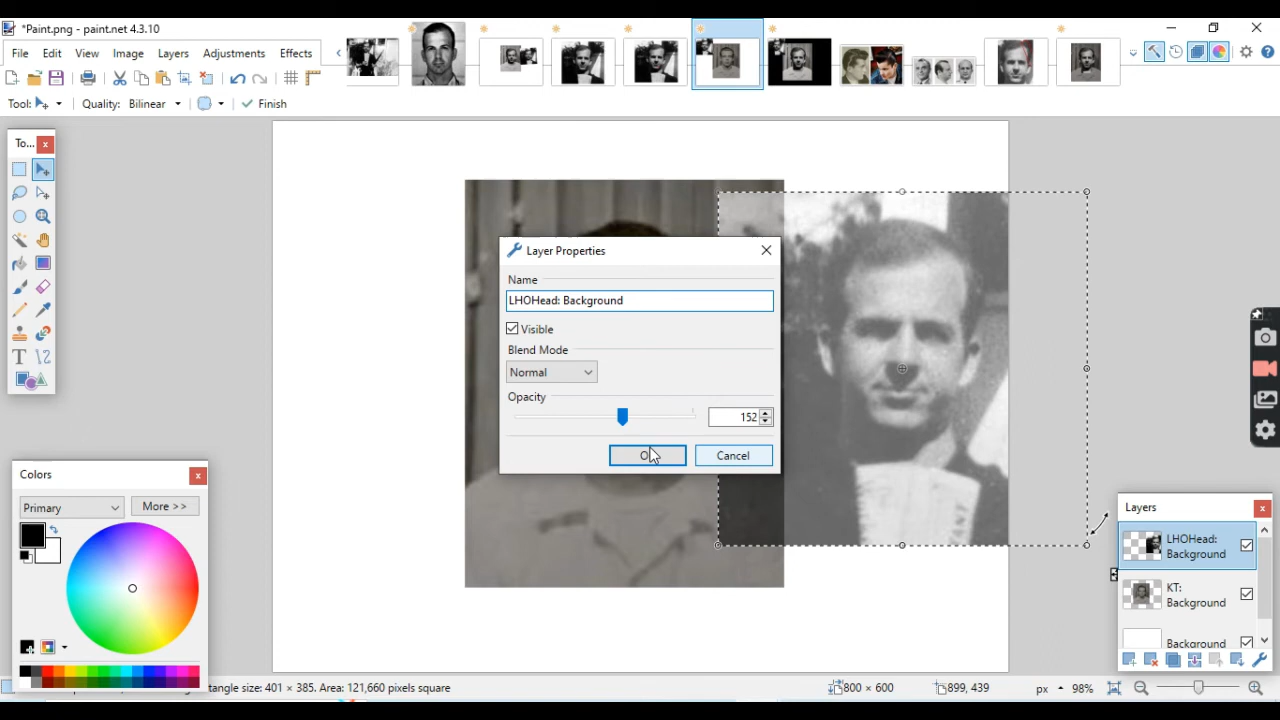 *Paint.png - paint.net 4.3.10
File Edit View Image Layers Adjustments Effects
Tool: Quality: Bilinear Finish
To...
Layer Properties
Name
LHOHead: Background
Visible
Blend Mode
Normal
Opacity
152
Cancel
Colors
Primary More >>
Layers
LHOHead:
Background
KT:
Background
Background
tangle size: 401 × 385. Area: 121,660 pixels square 800 × 600 899, 439 px 98%